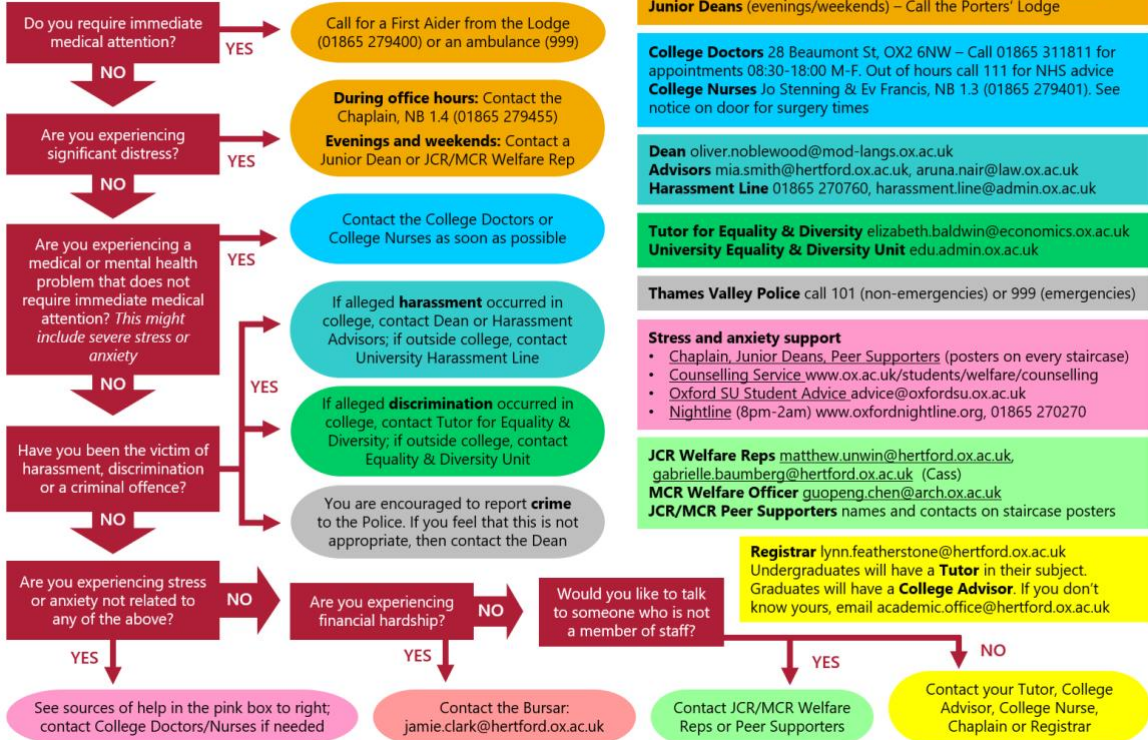 Do you require immediate
medical attention?
YES
Call for a First Aider from the Lodge
(01865 279400) or an ambulance (999)
NO
Are you experiencing
significant distress?
YES
During office hours: Contact the
Chaplain, NB 1.4 (01865 279455)
Evenings and weekends: Contact a
Junior Dean or JCR/MCR Welfare Rep
NO
Are you experiencing a
medical or mental health
problem that does not
require immediate medical
attention? This might
include severe stress or
anxiety
YES
Contact the College Doctors or
College Nurses as soon as possible
NO
Have you been the victim of
harassment, discrimination
or a criminal offence?
YES
If alleged harassment occurred in
college, contact Dean or Harassment
Advisors; if outside college, contact
University Harassment Line
If alleged discrimination occurred in
college, contact Tutor for Equality &
Diversity; if outside college, contact
Equality & Diversity Unit
You are encouraged to report crime
to the Police. If you feel that this is not
appropriate, then contact the Dean
NO
Are you experiencing stress
or anxiety not related to
any of the above?
NO
YES
See sources of help in the pink box to right;
contact College Doctors/Nurses if needed
Are you experiencing
financial hardship?
NO
YES
Contact the Bursar:
jamie.clark@hertford.ox.ac.uk
Would you like to talk
to someone who is not
a member of staff?
YES
Contact JCR/MCR Welfare
Reps or Peer Supporters
NO
Contact your Tutor, College
Advisor, College Nurse,
Chaplain or Registrar
Junior Deans (evenings/weekends) – Call the Porters' Lodge
College Doctors 28 Beaumont St, OX2 6NW – Call 01865 311811 for
appointments 08:30-18:00 M-F. Out of hours call 111 for NHS advice
College Nurses Jo Stenning & Ev Francis, NB 1.3 (01865 279401). See
notice on door for surgery times
Dean oliver.noblewood@mod-langs.ox.ac.uk
Advisors mia.smith@hertford.ox.ac.uk, aruna.nair@law.ox.ac.uk
Harassment Line 01865 270760, harassment.line@admin.ox.ac.uk
Tutor for Equality & Diversity elizabeth.baldwin@economics.ox.ac.uk
University Equality & Diversity Unit edu.admin.ox.ac.uk
Thames Valley Police call 101 (non-emergencies) or 999 (emergencies)
Stress and anxiety support
• Chaplain, Junior Deans, Peer Supporters (posters on every staircase)
• Counselling Service www.ox.ac.uk/students/welfare/counselling
• Oxford SU Student Advice advice@oxfordsu.ox.ac.uk
• Nightline (8pm-2am) www.oxfordnightline.org, 01865 270270
JCR Welfare Reps matthew.unwin@hertford.ox.ac.uk,
gabrielle.baumberg@hertford.ox.ac.uk (Cass)
MCR Welfare Officer guopeng.chen@arch.ox.ac.uk
JCR/MCR Peer Supporters names and contacts on staircase posters
Registrar lynn.featherstone@hertford.ox.ac.uk
Undergraduates will have a Tutor in their subject.
Graduates will have a College Advisor. If you don't
know yours, email academic.office@hertford.ox.ac.uk